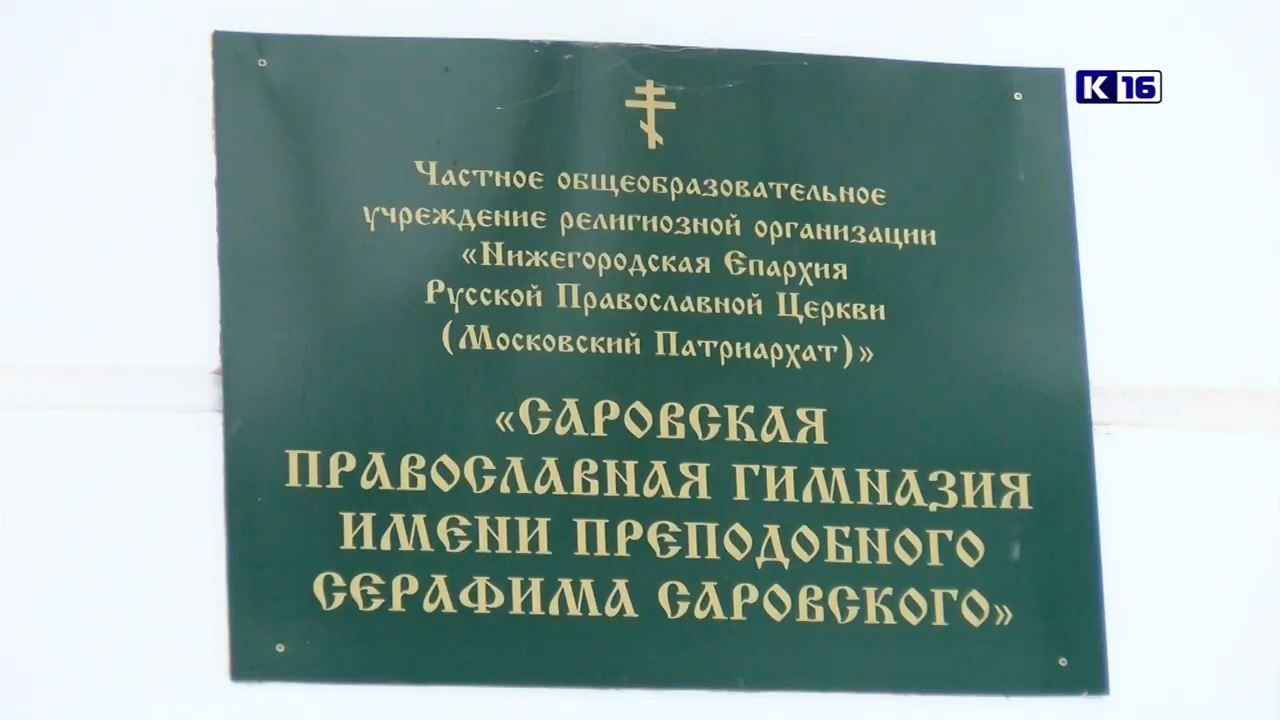 К 16
Частное общеобразовательное
учреждение религиозной организации
«Нижегородская Епархия
Русской Православной Церкви
(Московский Патриархат)»
«САРОВСКАЯ
ПРАВОСЛАВНАЯ ГИМНАЗИЯ
ИМЕНИ ПРЕПОДОБНОГО
СЕРАФИМА САРОВСКОГО»